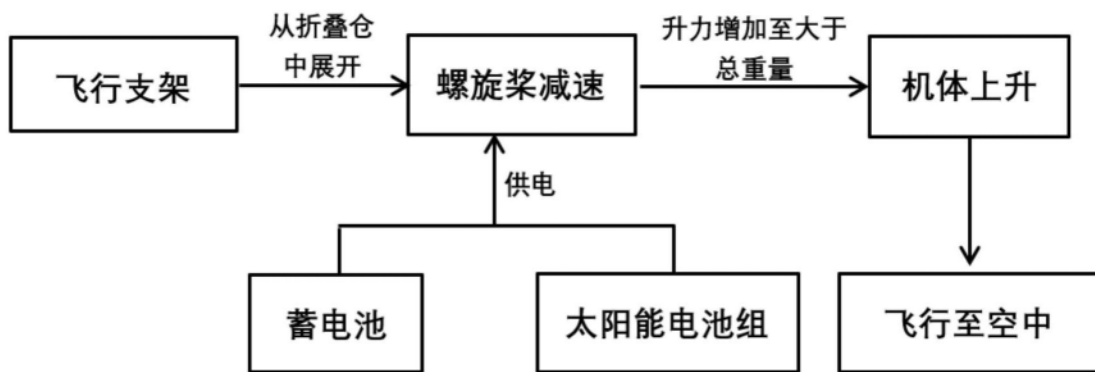 从折叠仓
中展开
升力增加至大于
总重量
飞行支架
螺旋桨减速
机体上升
供电
蓄电池
太阳能电池组
飞行至空中